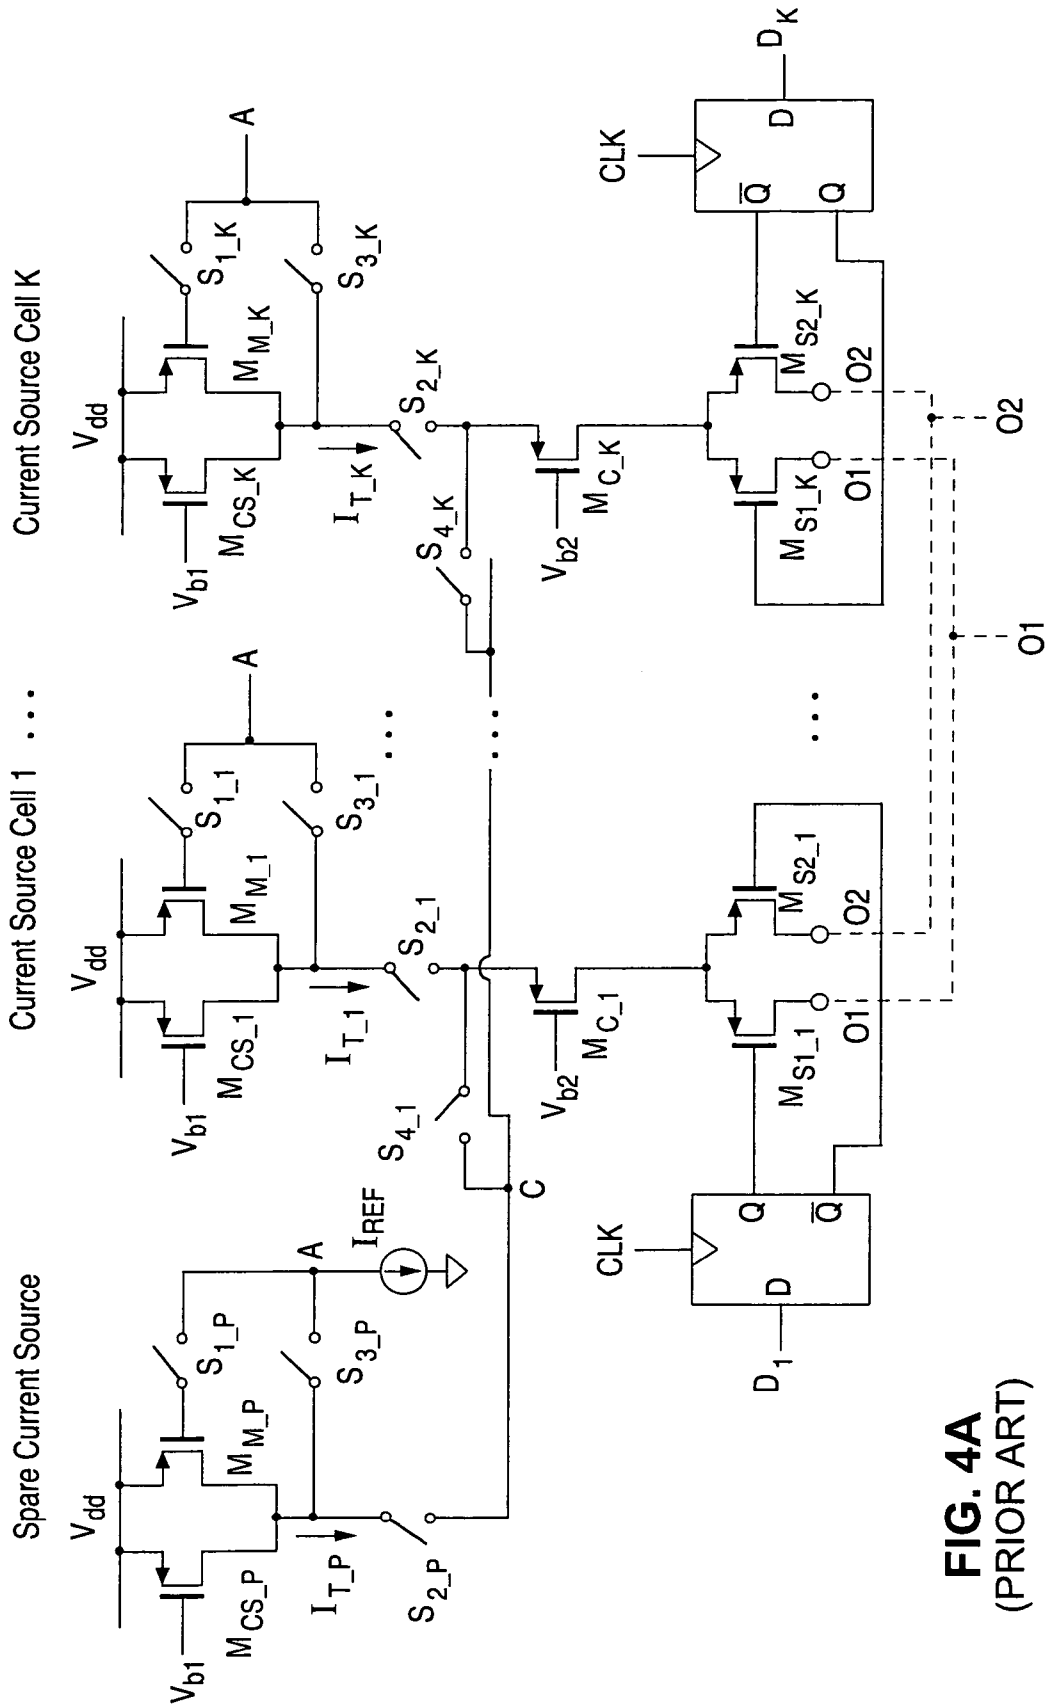 Spare Current Source
Current Source Cell 1 ...
Current Source Cell K
Vdd
Vb1
MCS_P
MM_P
S1_P
A
IREF
S3_P
IT_P
S2_P
C
Vdd
Vb1
MCS_1
MM_1
S1_1
A
S3_1
IT_1
S2_1
S4_1
...
...
Vb2
MC_1
Vdd
Vb1
MCS_K
MM_K
S1_K
A
S3_K
IT_K
S2_K
S4_K
Vb2
MC_K
CLK
D1
D
Q
Q̅
MS1_1
MS2_1
O1
O2
...
MS1_K
MS2_K
O1
O2
CLK
Q̅
Q
D
DK
O1
O2
FIG. 4A
(PRIOR ART)